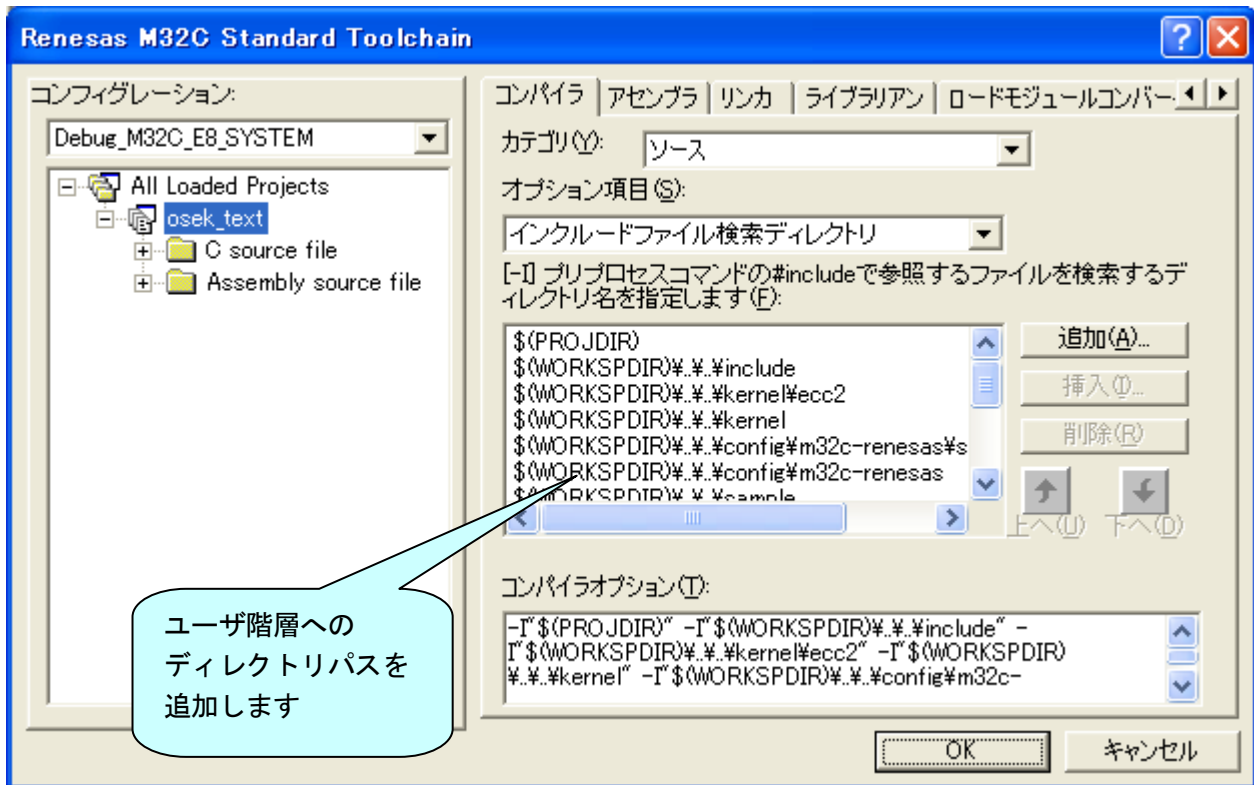 Renesas M32C Standard Toolchain
コンフィグレーション:
Debug_M32C_E8_SYSTEM
All Loaded Projects
osek_text
C source file
Assembly source file
コンパイラ
アセンブラ
リンカ
ライブラリアン
ロードモジュールコンバー
カテゴリ(Y):
ソース
オプション項目(S):
インクルードファイル検索ディレクトリ
[-I] プリプロセスコマンドの#includeで参照するファイルを検索するデ
ィレクトリ名を指定します(F):
$(PROJDIR)
$(WORKSPDIR)¥..¥..¥include
$(WORKSPDIR)¥..¥..¥kernel¥ecc2
$(WORKSPDIR)¥..¥..¥kernel
$(WORKSPDIR)¥..¥..¥config¥m32c-renesas¥s
$(WORKSPDIR)¥..¥..¥config¥m32c-renesas
$(WORKSPDIR)¥..¥..¥sample
追加(A)...
挿入(I)...
削除(R)
上へ(U)
下へ(D)
コンパイラオプション(T):
-I"$(PROJDIR)" -I"$(WORKSPDIR)¥..¥..¥include" -
I"$(WORKSPDIR)¥..¥..¥kernel¥ecc2" -I"$(WORKSPDIR)
¥..¥..¥kernel" -I"$(WORKSPDIR)¥..¥..¥config¥m32c-
ユーザ階層への
ディレクトリパスを
追加します
OK
キャンセル